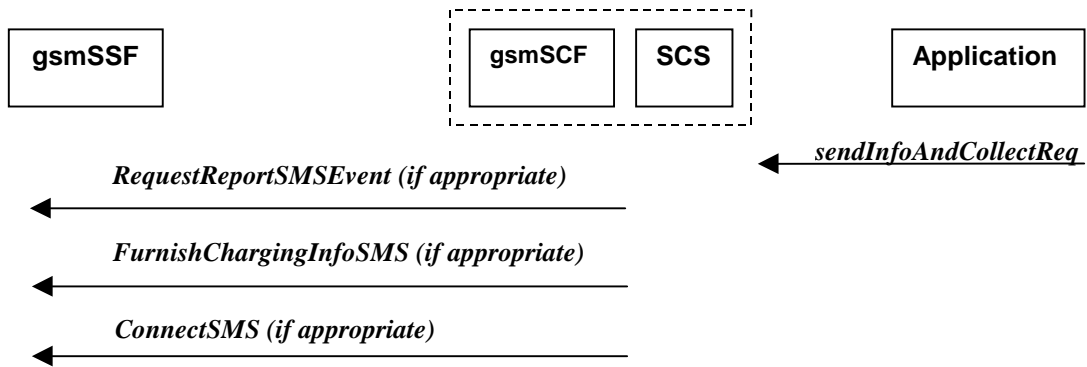 gsmSSF
gsmSCF
SCS
Application
sendInfoAndCollectReq
RequestReportSMSEvent (if appropriate)
FurnishChargingInfoSMS (if appropriate)
ConnectSMS (if appropriate)